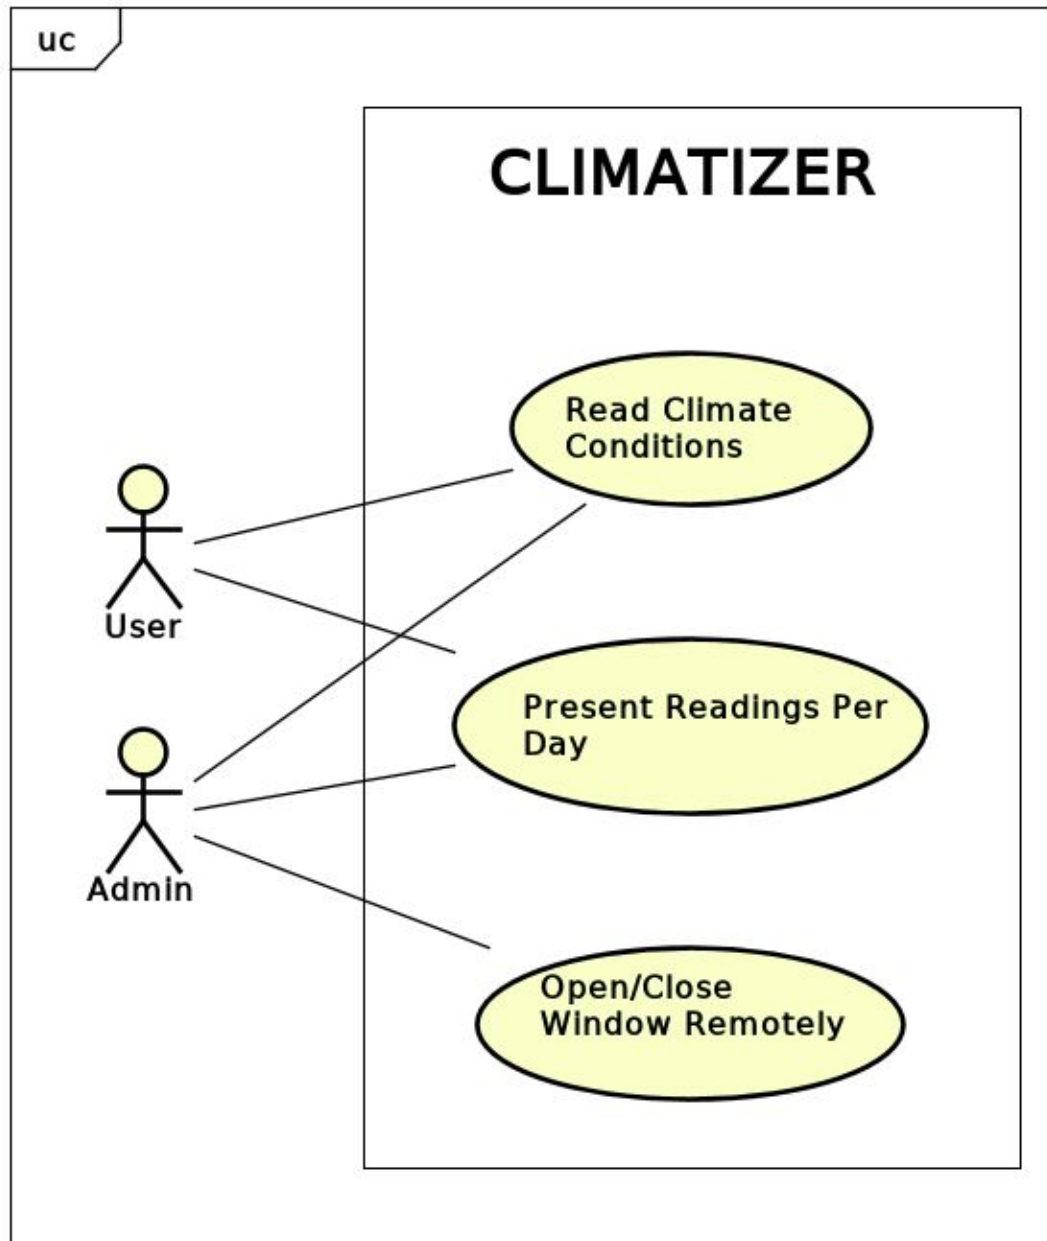 uc
CLIMATIZER
Read Climate
Conditions
User
Present Readings Per
Day
Admin
Open/Close
Window Remotely